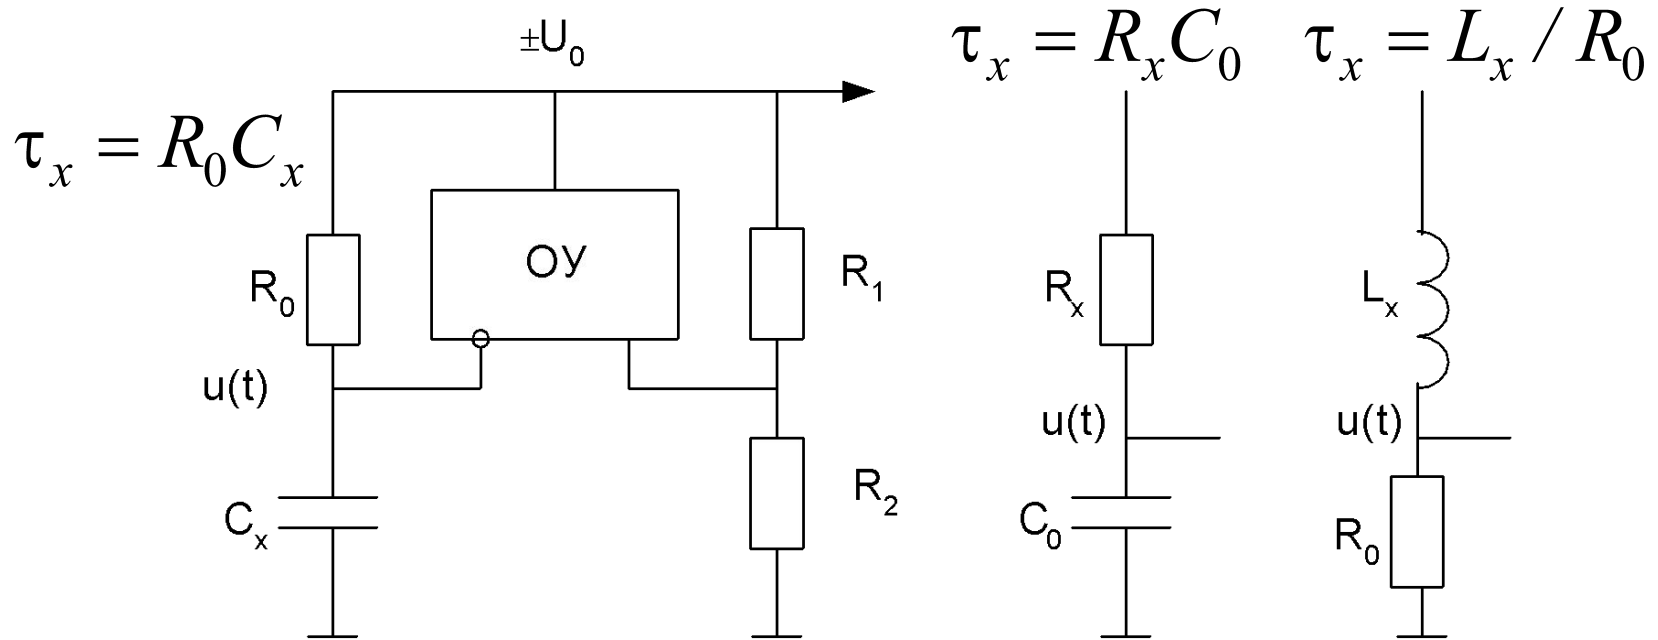 ±U₀
τₓ = RₓC₀
τₓ = Lₓ / R₀
τₓ = R₀Cₓ
ОУ
R₀
R₁
Rₓ
Lₓ
u(t)
u(t)
u(t)
R₂
Cₓ
C₀
R₀